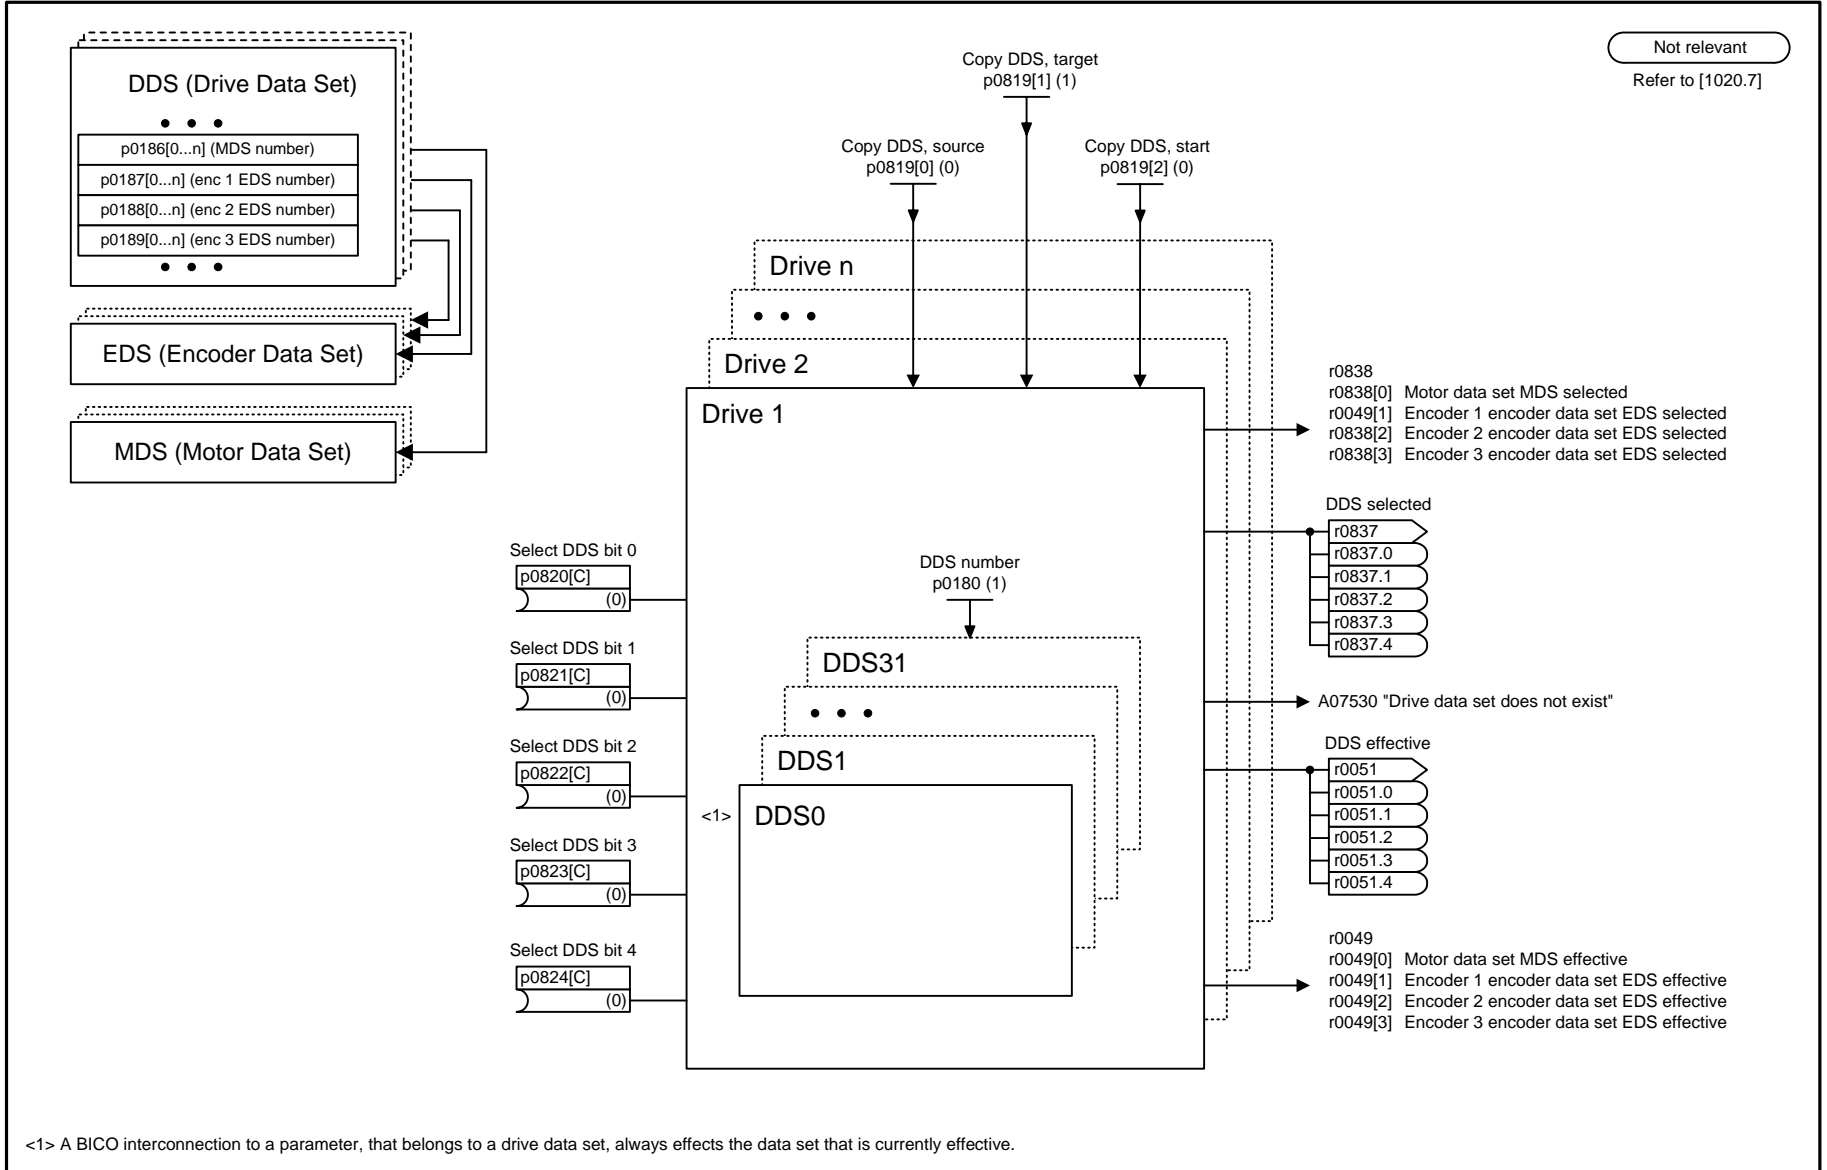 DDS (Drive Data Set)
p0186[0...n] (MDS number)
p0187[0...n] (enc 1 EDS number)
p0188[0...n] (enc 2 EDS number)
p0189[0...n] (enc 3 EDS number)
EDS (Encoder Data Set)
MDS (Motor Data Set)
Copy DDS, target
p0819[1] (1)
Copy DDS, source
p0819[0] (0)
Copy DDS, start
p0819[2] (0)
Not relevant
Refer to [1020.7]
Drive n
Drive 2
Drive 1
Select DDS bit 0
p0820[C]
(0)
Select DDS bit 1
p0821[C]
(0)
Select DDS bit 2
p0822[C]
(0)
Select DDS bit 3
p0823[C]
(0)
Select DDS bit 4
p0824[C]
(0)
DDS number
p0180 (1)
DDS31
DDS1
<1>
DDS0
r0838
r0838[0] Motor data set MDS selected
r0049[1] Encoder 1 encoder data set EDS selected
r0838[2] Encoder 2 encoder data set EDS selected
r0838[3] Encoder 3 encoder data set EDS selected
DDS selected
r0837
r0837.0
r0837.1
r0837.2
r0837.3
r0837.4
A07530 "Drive data set does not exist"
DDS effective
r0051
r0051.0
r0051.1
r0051.2
r0051.3
r0051.4
r0049
r0049[0] Motor data set MDS effective
r0049[1] Encoder 1 encoder data set EDS effective
r0049[2] Encoder 2 encoder data set EDS effective
r0049[3] Encoder 3 encoder data set EDS effective
<1> A BICO interconnection to a parameter, that belongs to a drive data set, always effects the data set that is currently effective.